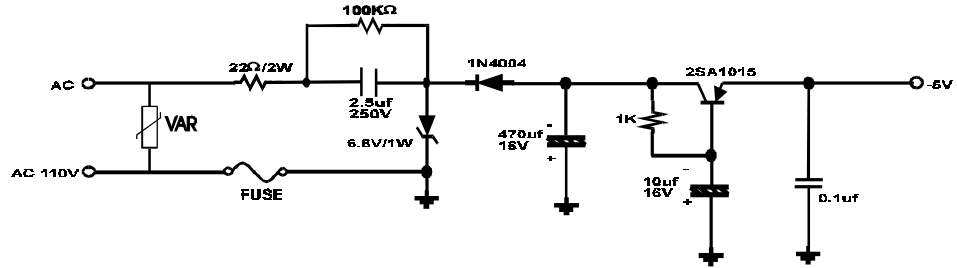 100KΩ
22Ω/2W
1N4004
2SA1015
AC
-5V
2.5uf
250V
VAR
1K
470uf
16V
-
+
6.8V/1W
AC 110V
FUSE
-
10uf
16V
+
0.1uf